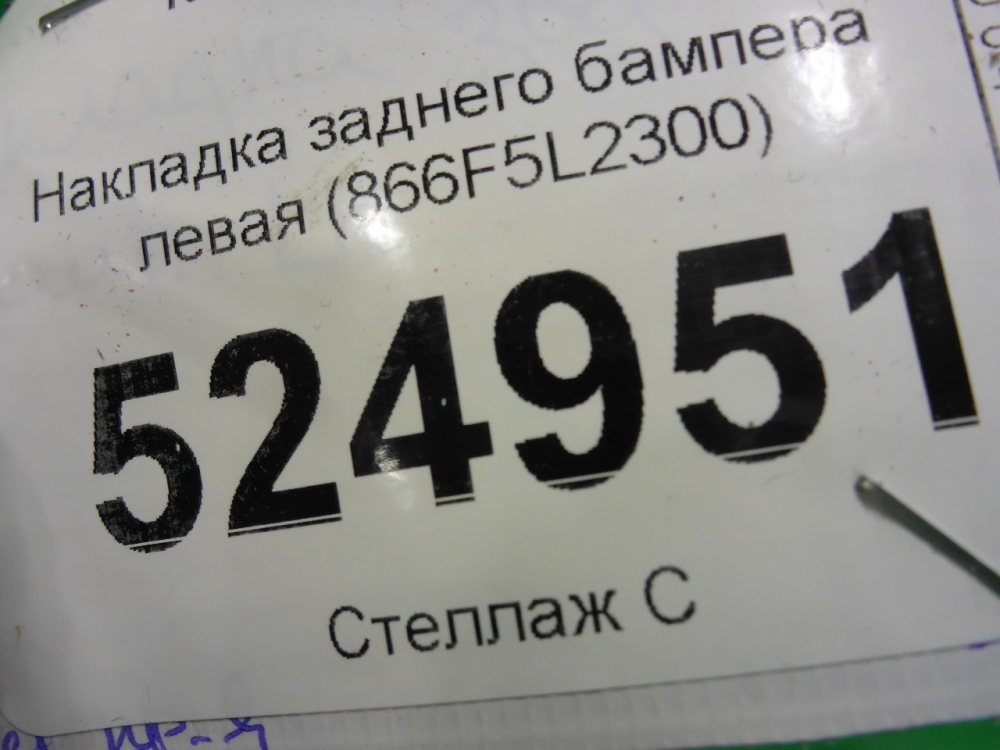 Накладка заднего бампера
левая (866F5L2300)
524951
Стеллаж С